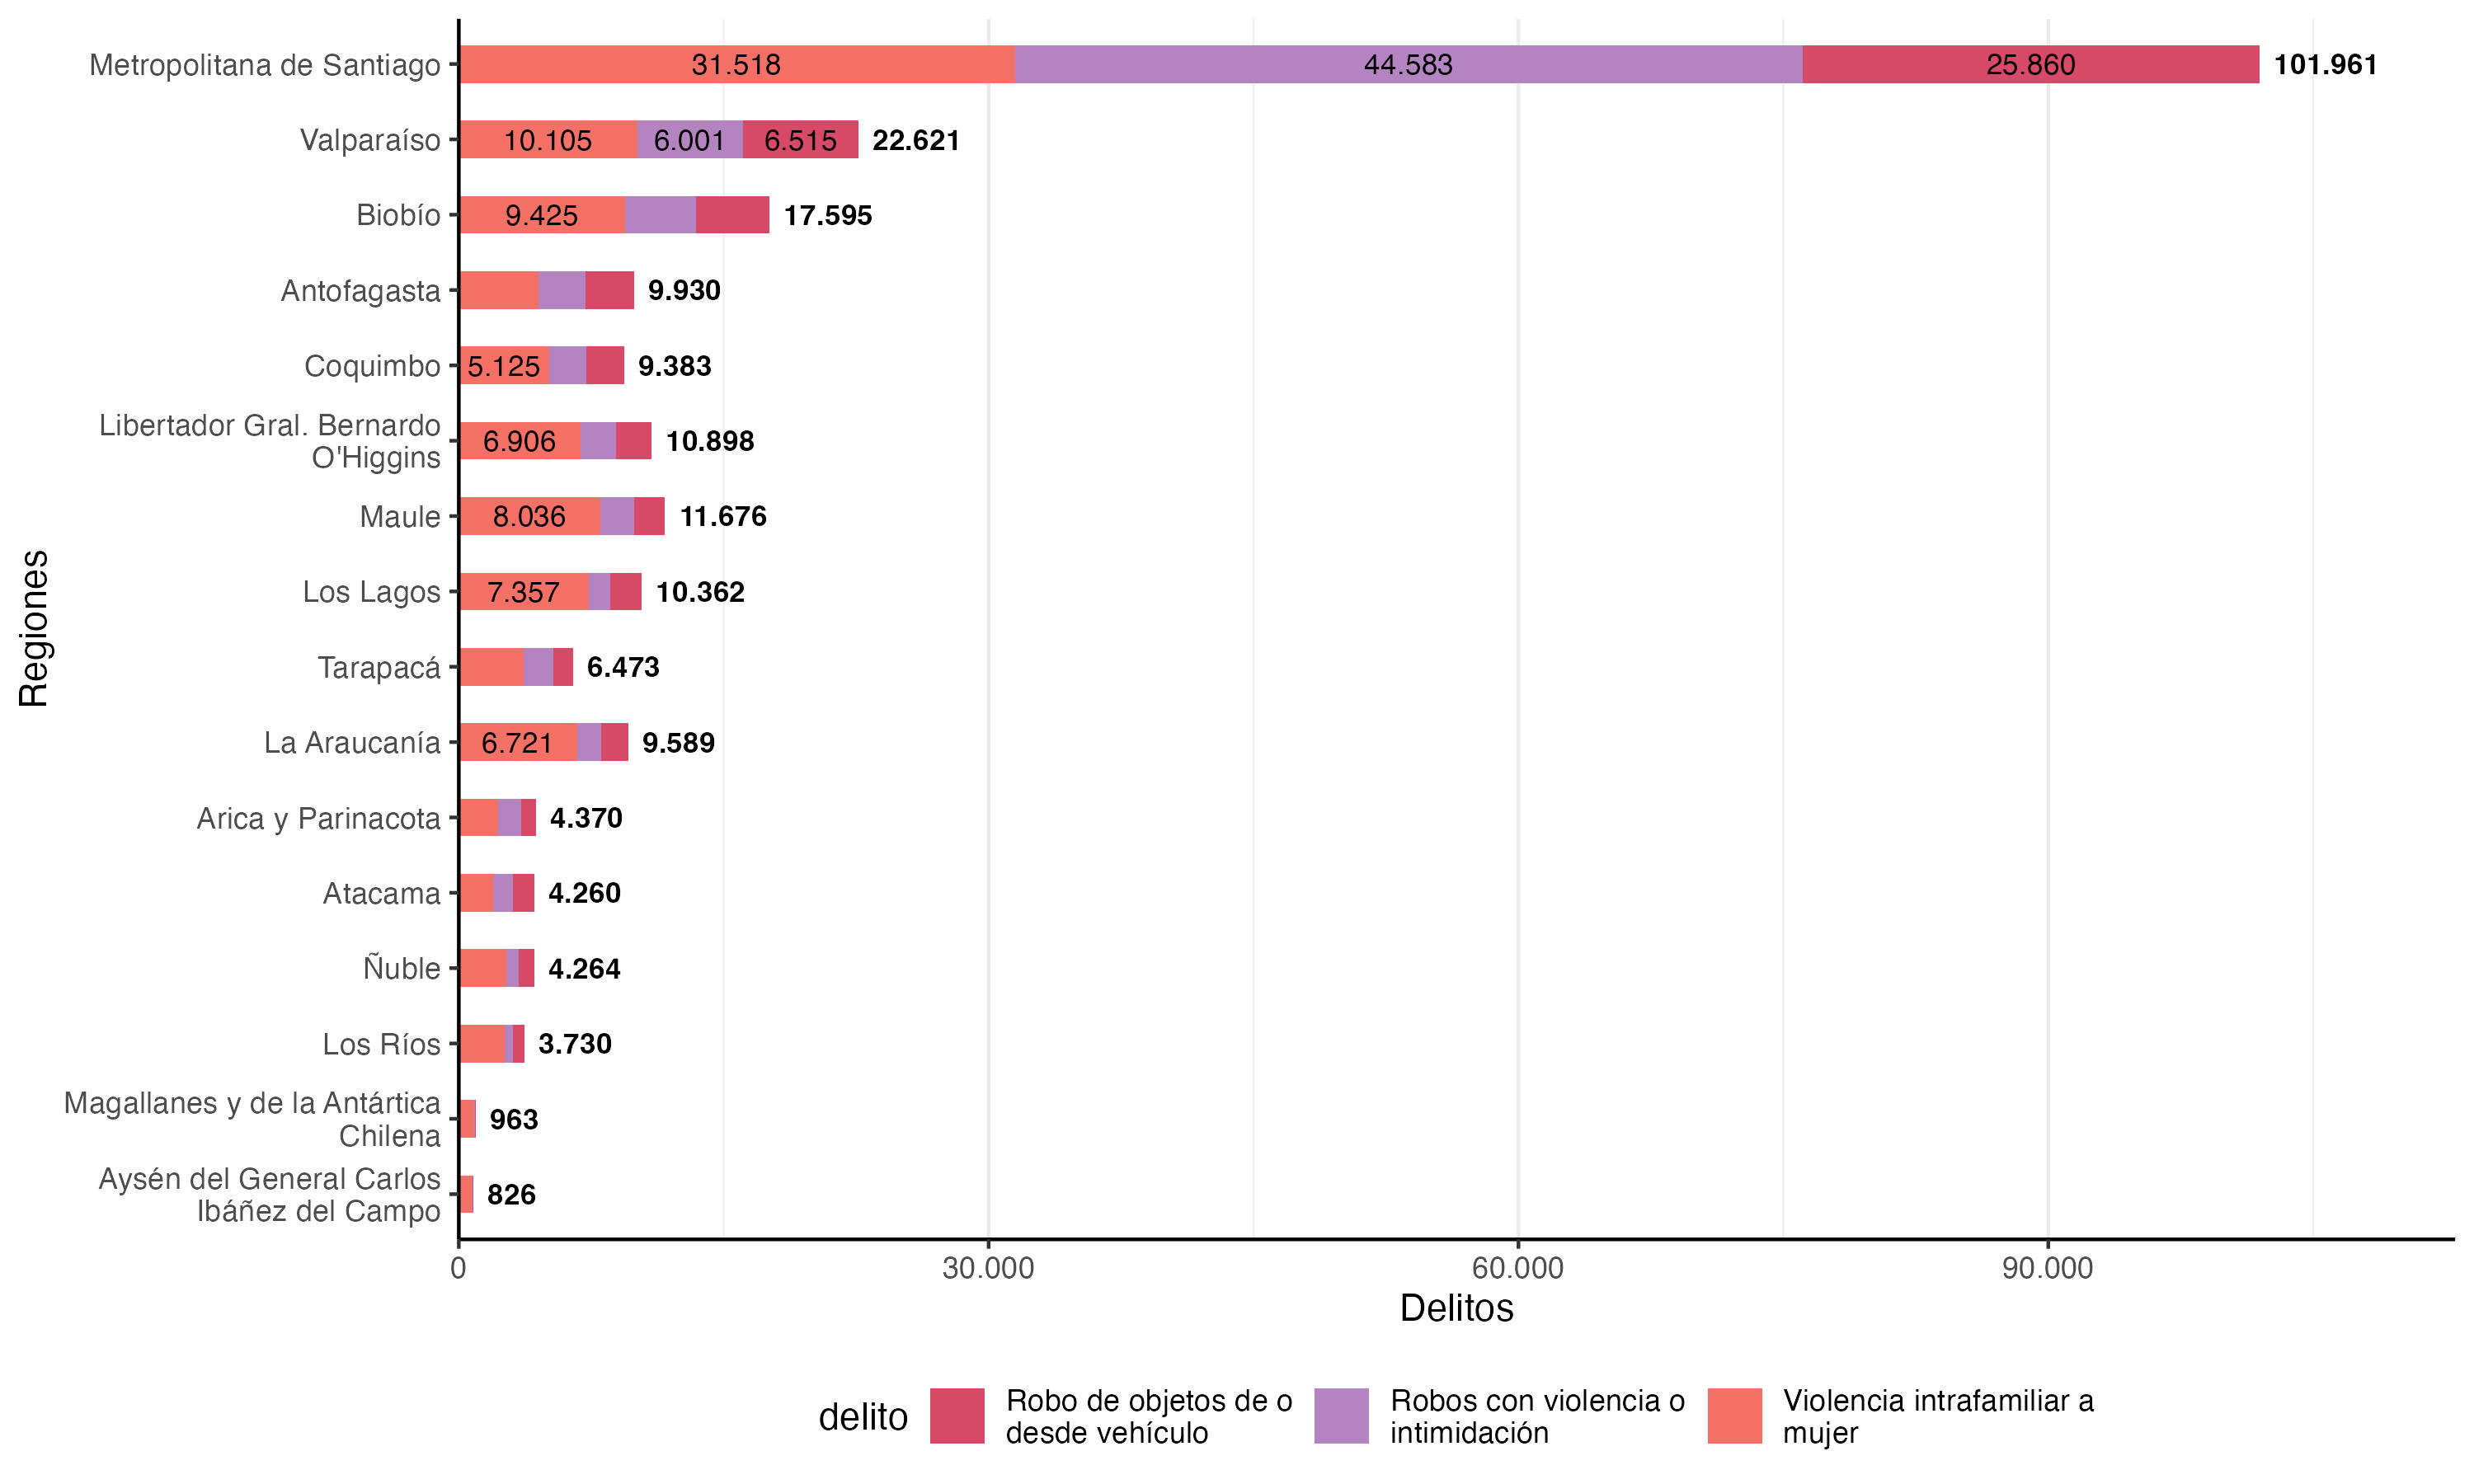 Metropolitana de Santiago
31.518
44.583
25.860
101.961
Valparaíso
10.105
6.001
6.515
22.621
Biobío
9.425
17.595
Antofagasta
9.930
Coquimbo
5.125
9.383
Libertador Gral. Bernardo
O'Higgins
6.906
10.898
Maule
8.036
11.676
Los Lagos
7.357
10.362
Tarapacá
6.473
La Araucanía
6.721
9.589
Arica y Parinacota
4.370
Atacama
4.260
Ñuble
4.264
Los Ríos
3.730
Magallanes y de la Antártica
Chilena
963
Aysén del General Carlos
Ibáñez del Campo
826
Regiones
0
30.000
60.000
90.000
Delitos
delito
Robo de objetos de o
desde vehículo
Robos con violencia o
intimidación
Violencia intrafamiliar a
mujer